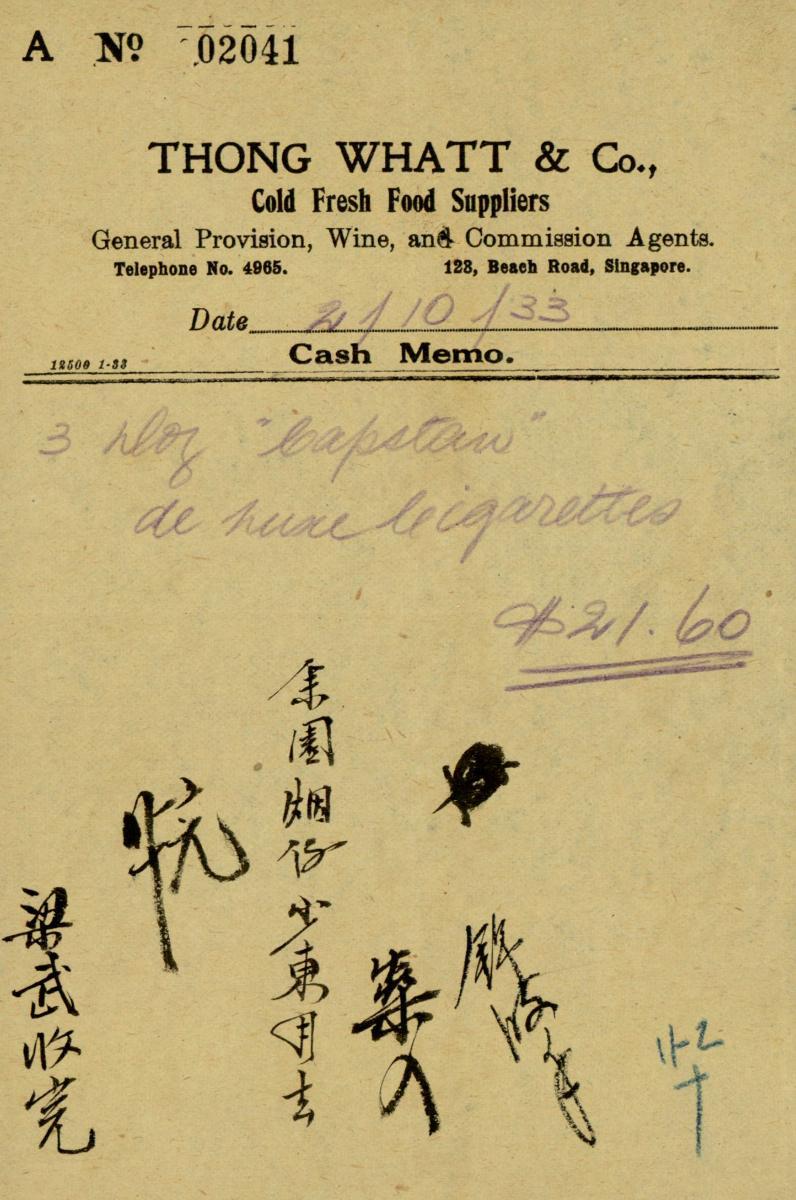 A No. 02041
THONG WHATT & Co.,
Cold Fresh Food Suppliers
General Provision, Wine, and Commission Agents.
Telephone No. 4965. 123, Beach Road, Singapore.
Date 2/10/33
Cash Memo.
12500 1-33
3 doz "Capstan"
de luxe Cigarettes
$21.60
余園烟仔少東用去
梁武收完